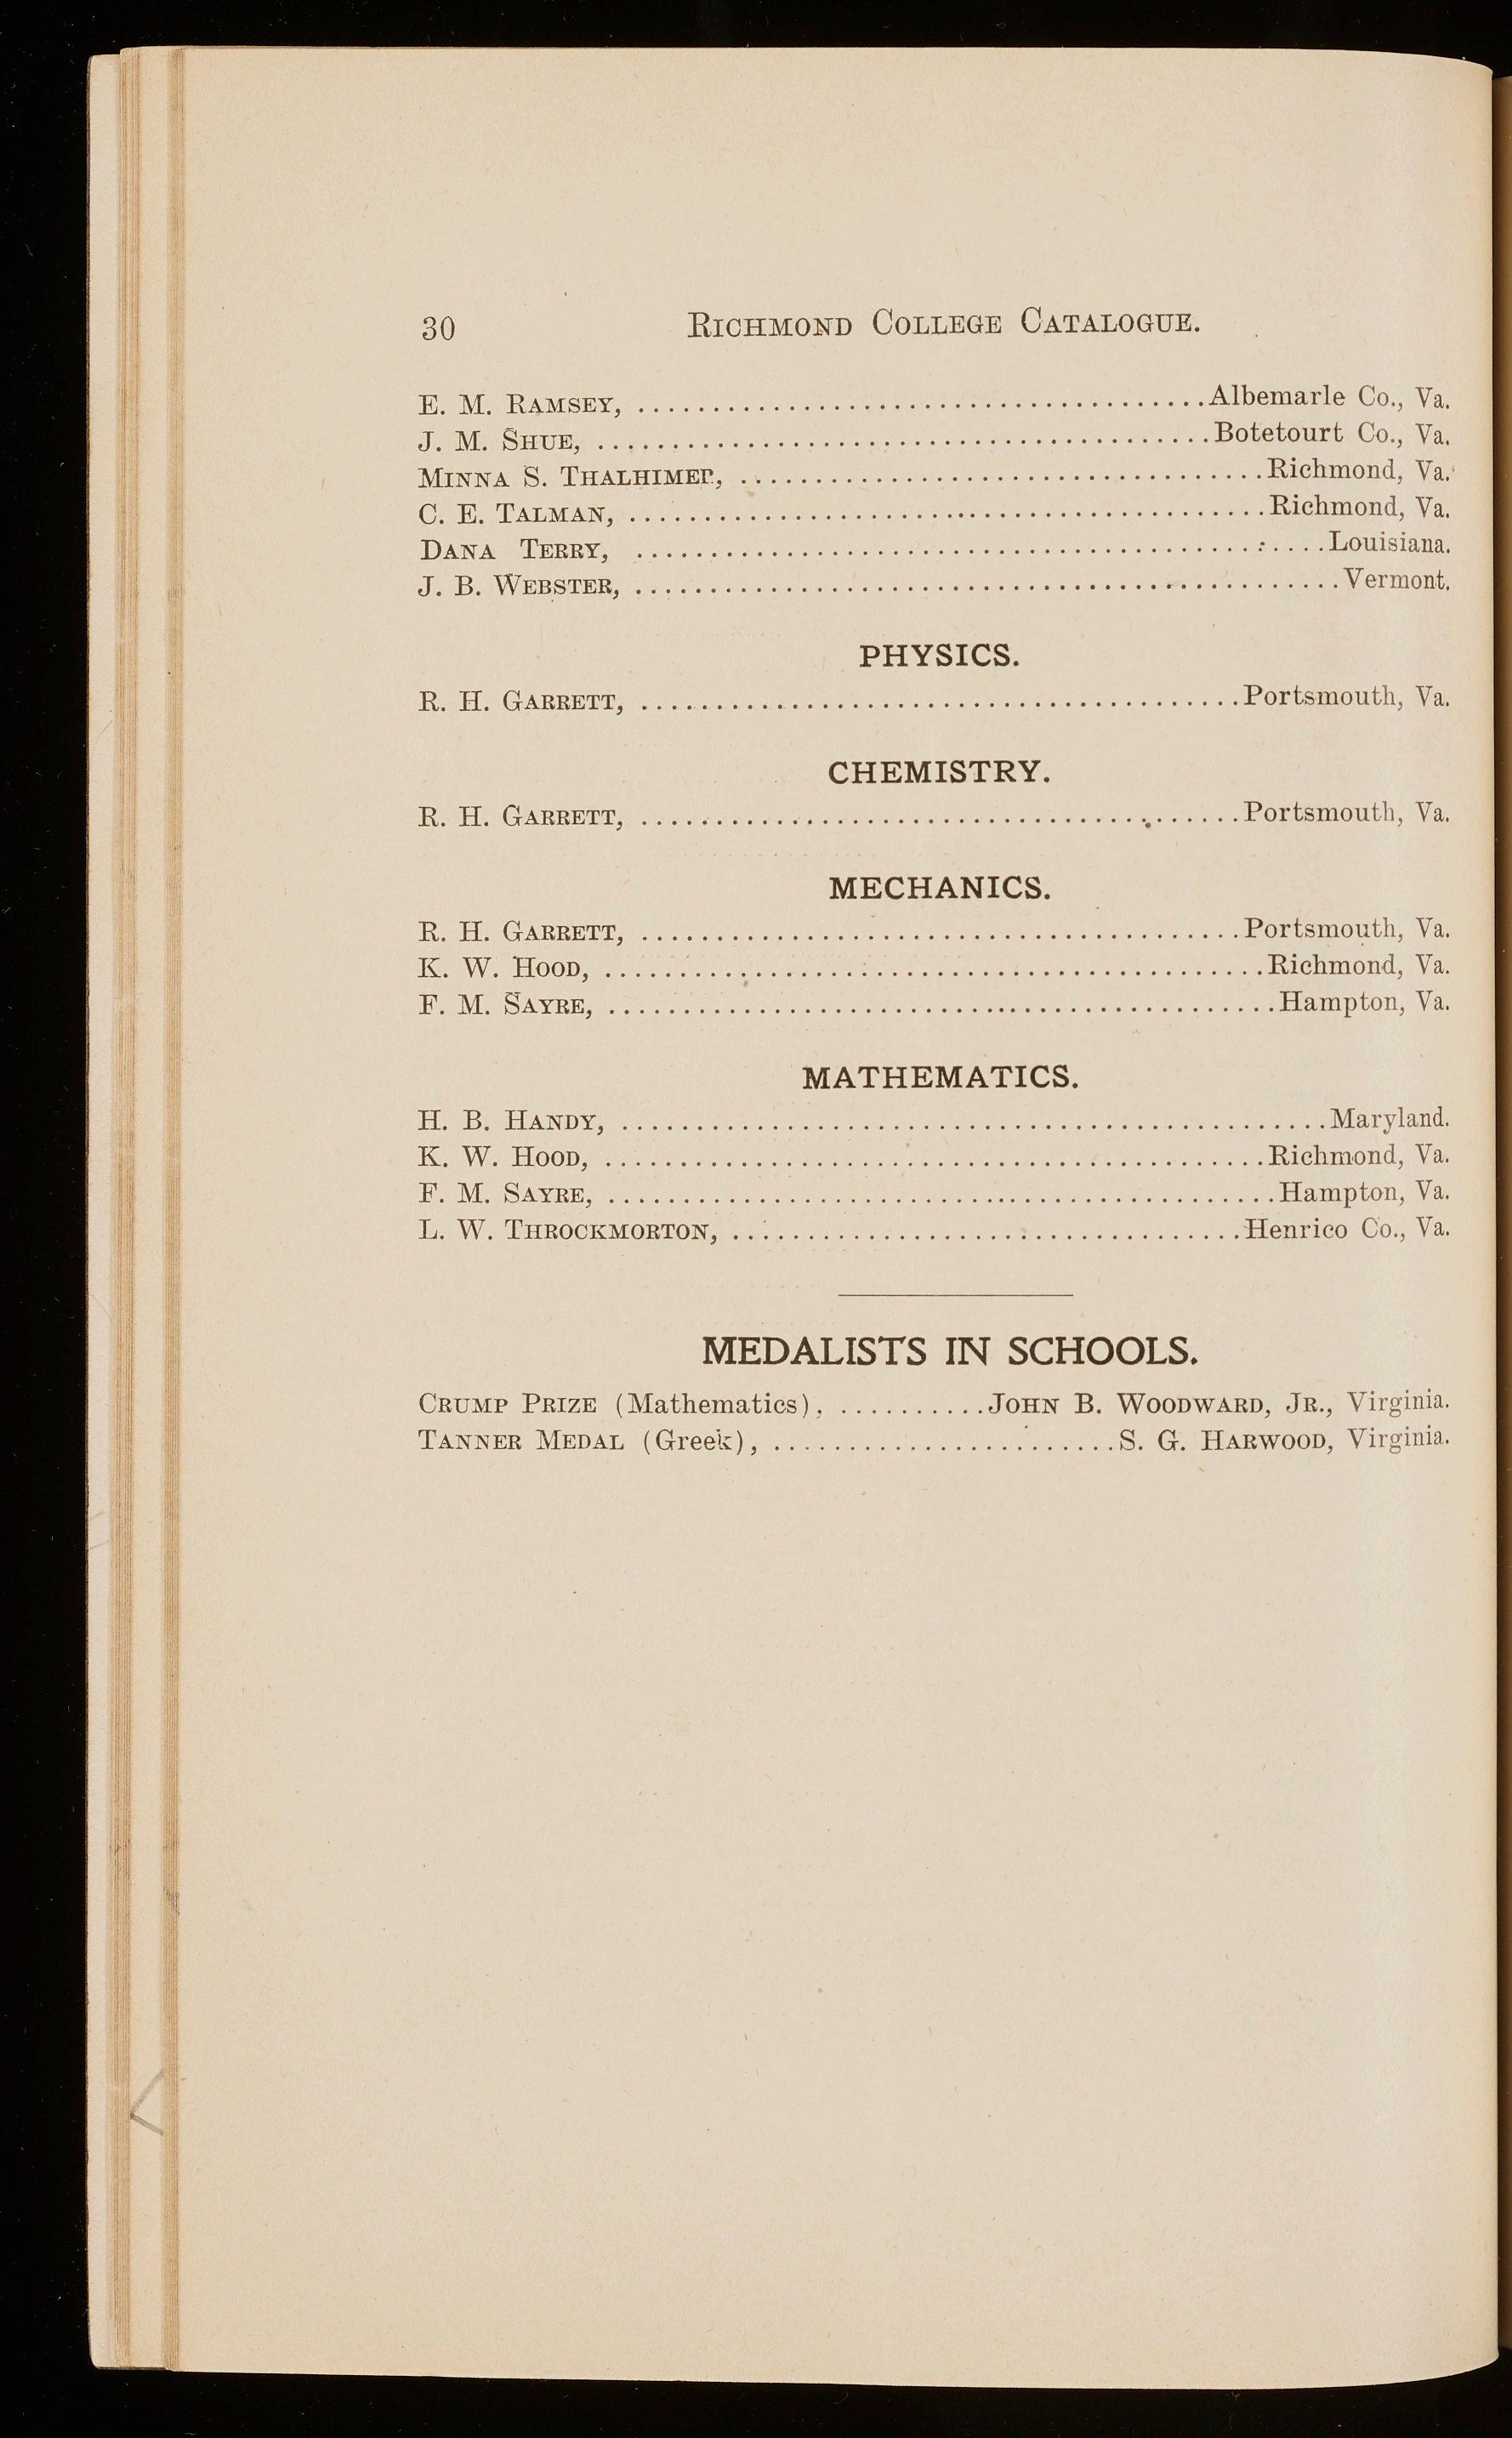 30 RICHMOND COLLEGE CATALOGUE.
E. M. RAMSEY, ...................................... Albemarle Co., Va.
J. M. SHUE, ......................................... Botetourt Co., Va.
MINNA S. THALHIMER, ................................... Richmond, Va.
C. E. TALMAN, .......................................... Richmond, Va.
DANA TERRY, .............................................. Louisiana.
J. B. WEBSTER, ............................................... Vermont.
PHYSICS.
R. H. GARRETT, ........................................ Portsmouth, Va.
CHEMISTRY.
R. H. GARRETT, ........................................ Portsmouth, Va.
MECHANICS.
R. H. GARRETT, ........................................ Portsmouth, Va.
K. W. HOOD, ............................................ Richmond, Va.
F. M. SAYRE, ............................................ Hampton, Va.
MATHEMATICS.
H. B. HANDY, ............................................... Maryland.
K. W. HOOD, ............................................ Richmond, Va.
F. M. SAYRE, ............................................ Hampton, Va.
L. W. THROCKMORTON, .................................. Henrico Co., Va.
MEDALISTS IN SCHOOLS.
CRUMP PRIZE (Mathematics), .......... JOHN B. WOODWARD, JR., Virginia.
TANNER MEDAL (Greek), ....................... S. G. HARWOOD, Virginia.